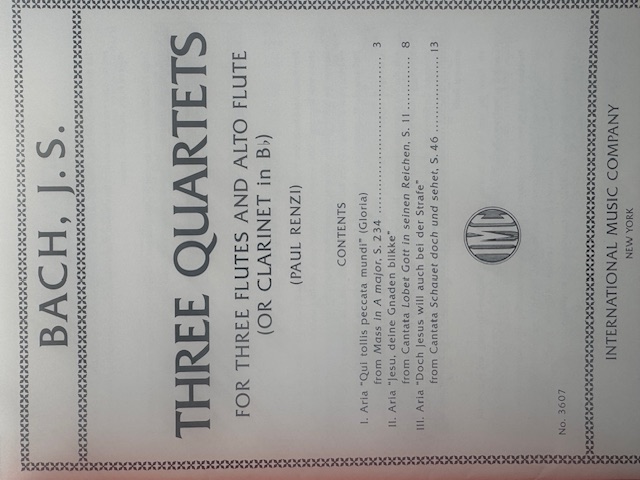 BACH, J. S.
THREE QUARTETS
FOR THREE FLUTES AND ALTO FLUTE
(OR CLARINET in B♭)
(PAUL RENZI)
CONTENTS
I. Aria "Qui tollis peccata mundi" (Gloria)
from Mass in A major, S. 234 ........................ 3
II. Aria "Jesu, deine Gnaden blikke"
from Cantata Lobet Gott in seinen Reichen, S. 11 ............ 8
III. Aria "Doch Jesus will auch bei der Strafe"
from Cantata Schauet doch und sehet, S. 46 ................ 13
IMC
No. 3607
INTERNATIONAL MUSIC COMPANY
NEW YORK